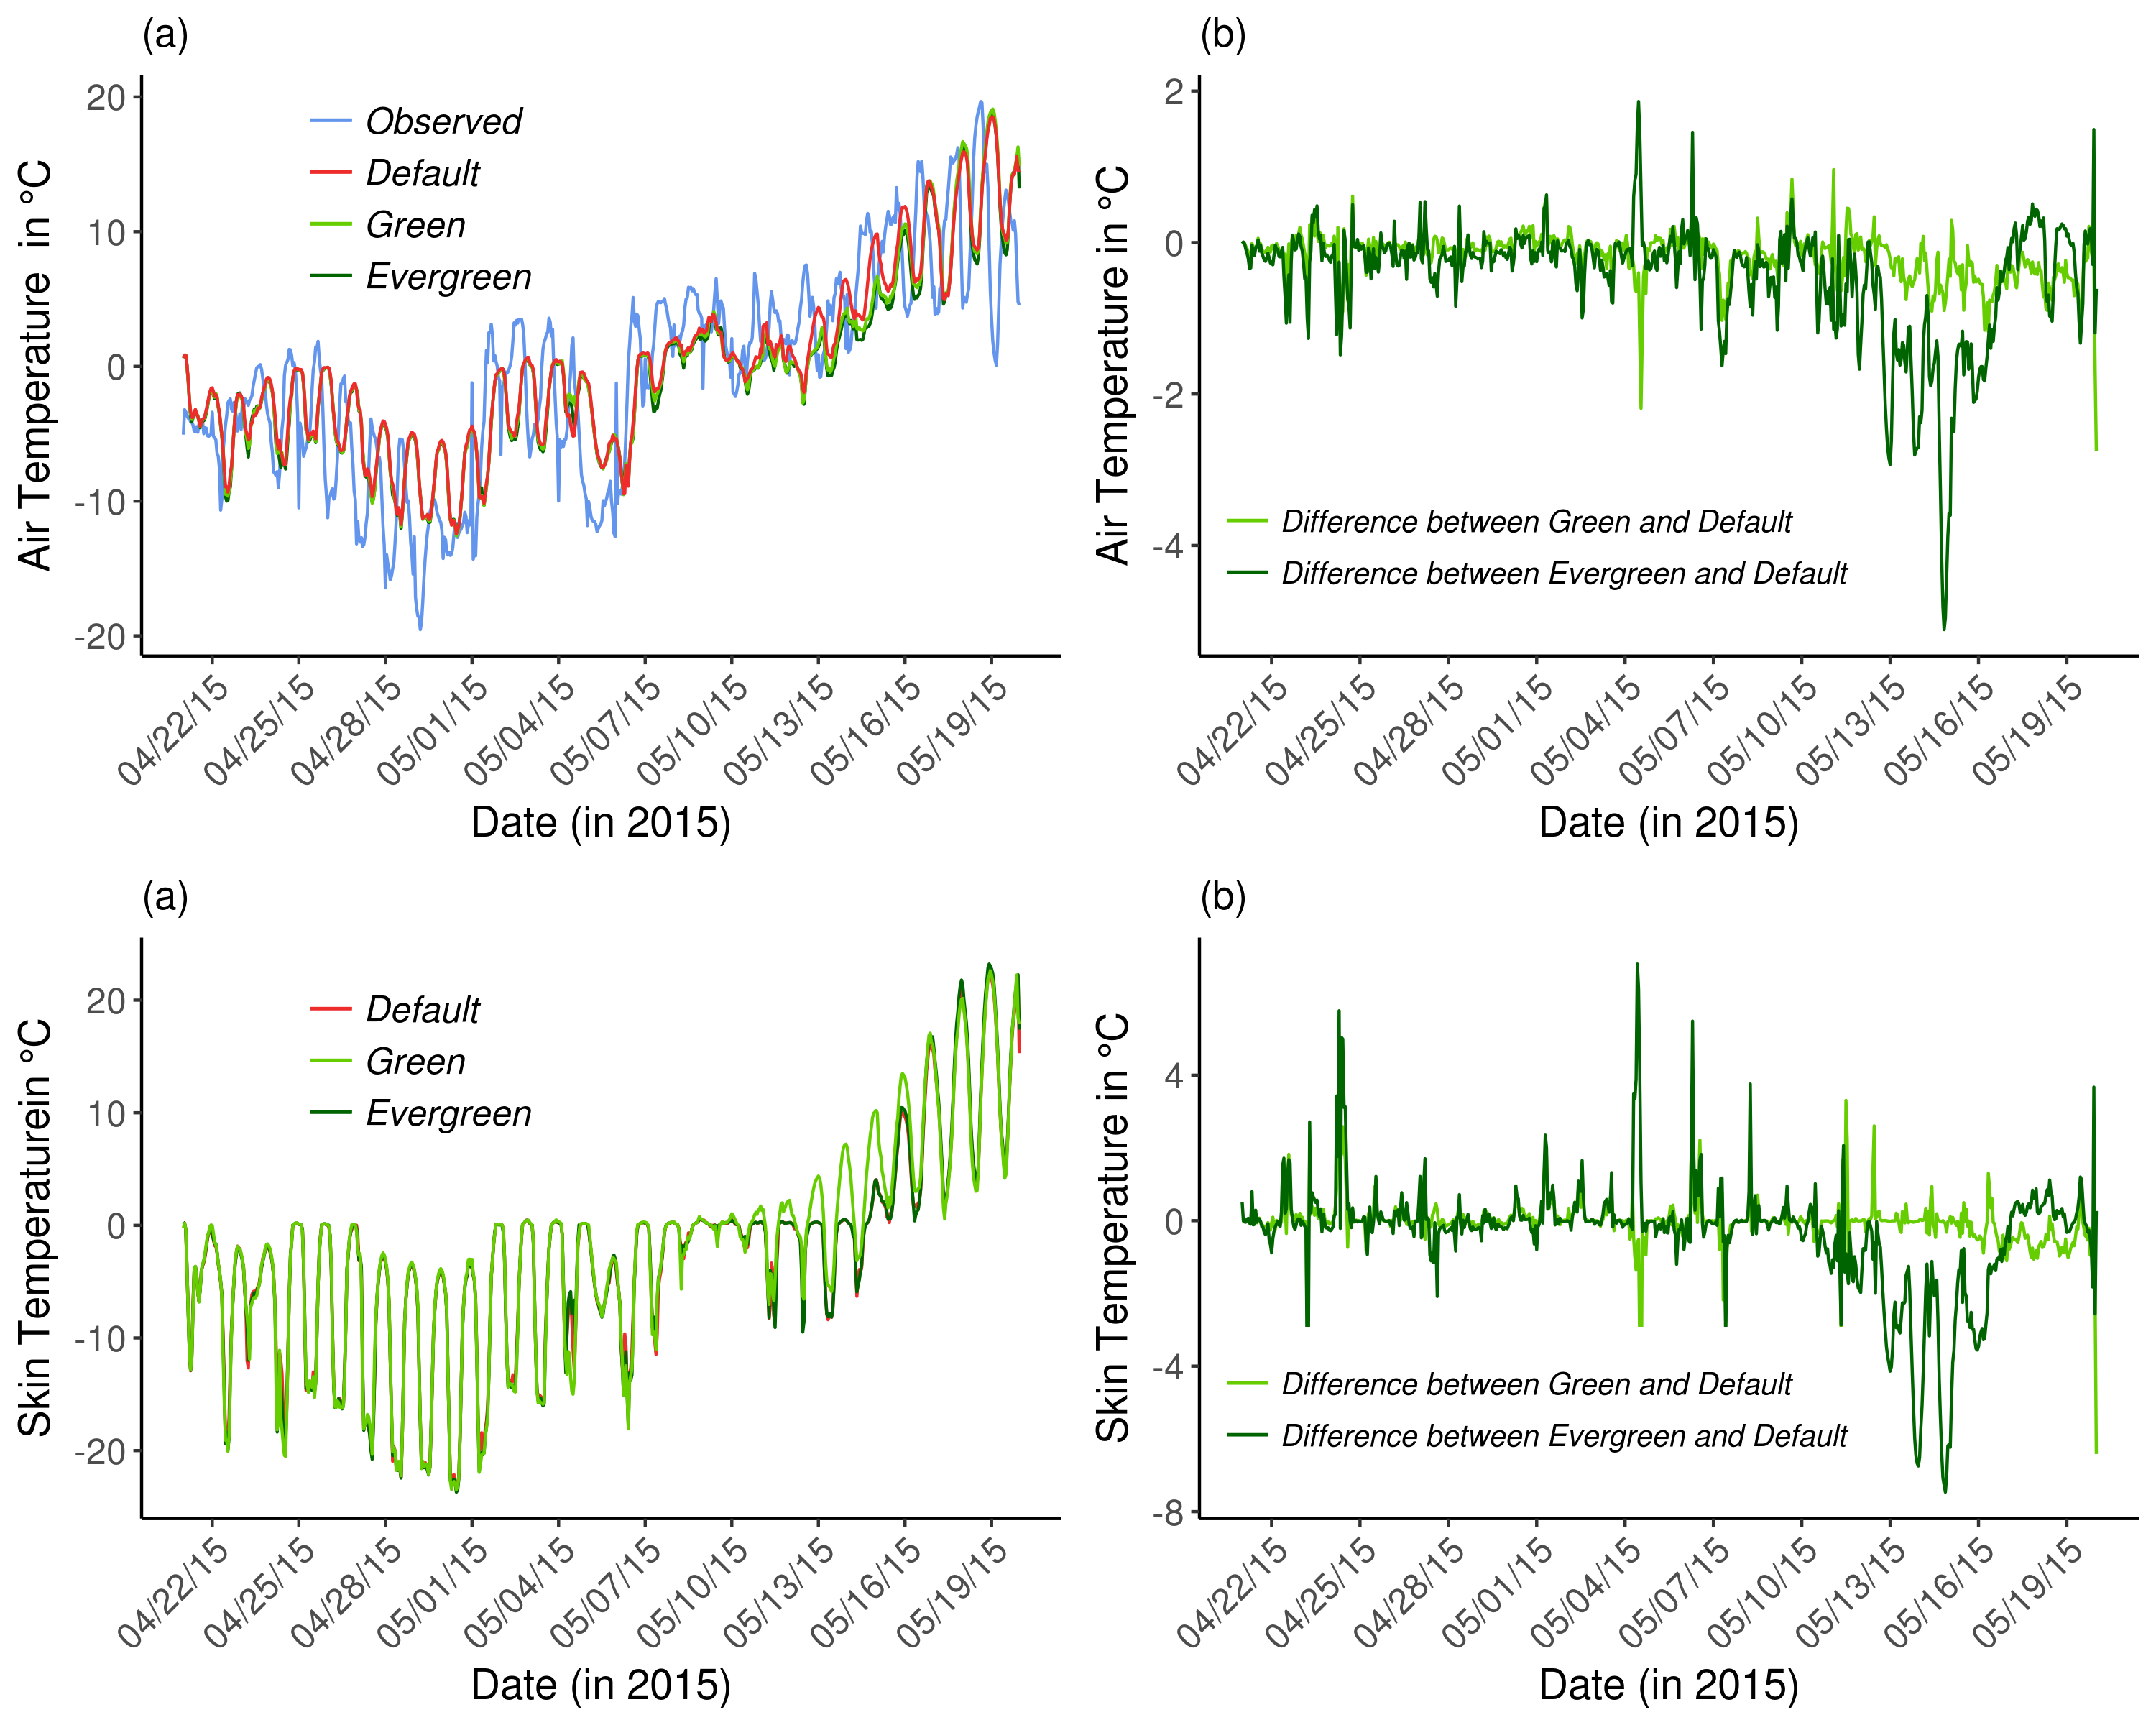 (a)
20
10
0
-10
-20
Air Temperature in °C
Observed
Default
Green
Evergreen
04/22/15
04/25/15
04/28/15
05/01/15
05/04/15
05/07/15
05/10/15
05/13/15
05/16/15
05/19/15
Date (in 2015)
(b)
2
0
-2
-4
Air Temperature in °C
Difference between Green and Default
Difference between Evergreen and Default
04/22/15
04/25/15
04/28/15
05/01/15
05/04/15
05/07/15
05/10/15
05/13/15
05/16/15
05/19/15
Date (in 2015)
(a)
20
10
0
-10
-20
Skin Temperaturein °C
Default
Green
Evergreen
04/22/15
04/25/15
04/28/15
05/01/15
05/04/15
05/07/15
05/10/15
05/13/15
05/16/15
05/19/15
Date (in 2015)
(b)
4
0
-4
-8
Skin Temperature in °C
Difference between Green and Default
Difference between Evergreen and Default
04/22/15
04/25/15
04/28/15
05/01/15
05/04/15
05/07/15
05/10/15
05/13/15
05/16/15
05/19/15
Date (in 2015)